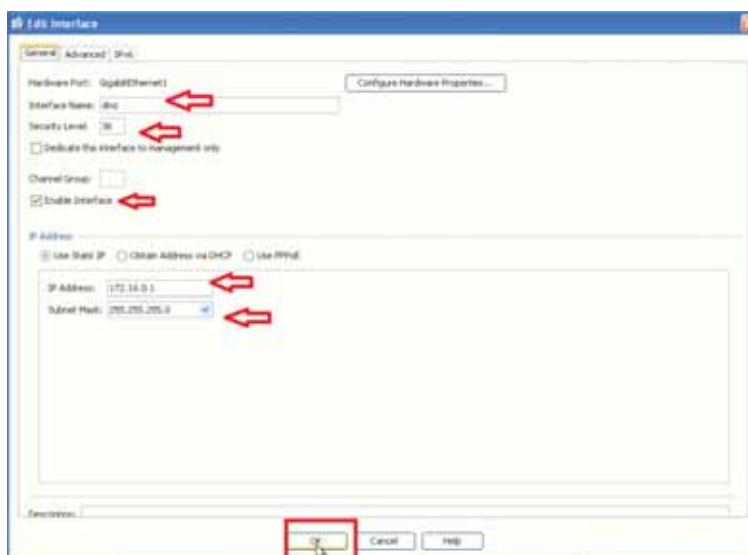 Edit Interface
General Advanced IPv6
Hardware Port: GigabitEthernet1 Configure Hardware Properties...
Interface Name: dmz
Security Level:
Dedicate this interface to management only
Channel Group:
Enable Interface
IP Address
Use Static IP Obtain Address via DHCP Use PPPoE
IP Address: 172.16.0.1
Subnet Mask: 255.255.255.0
Description:
OK Cancel Help